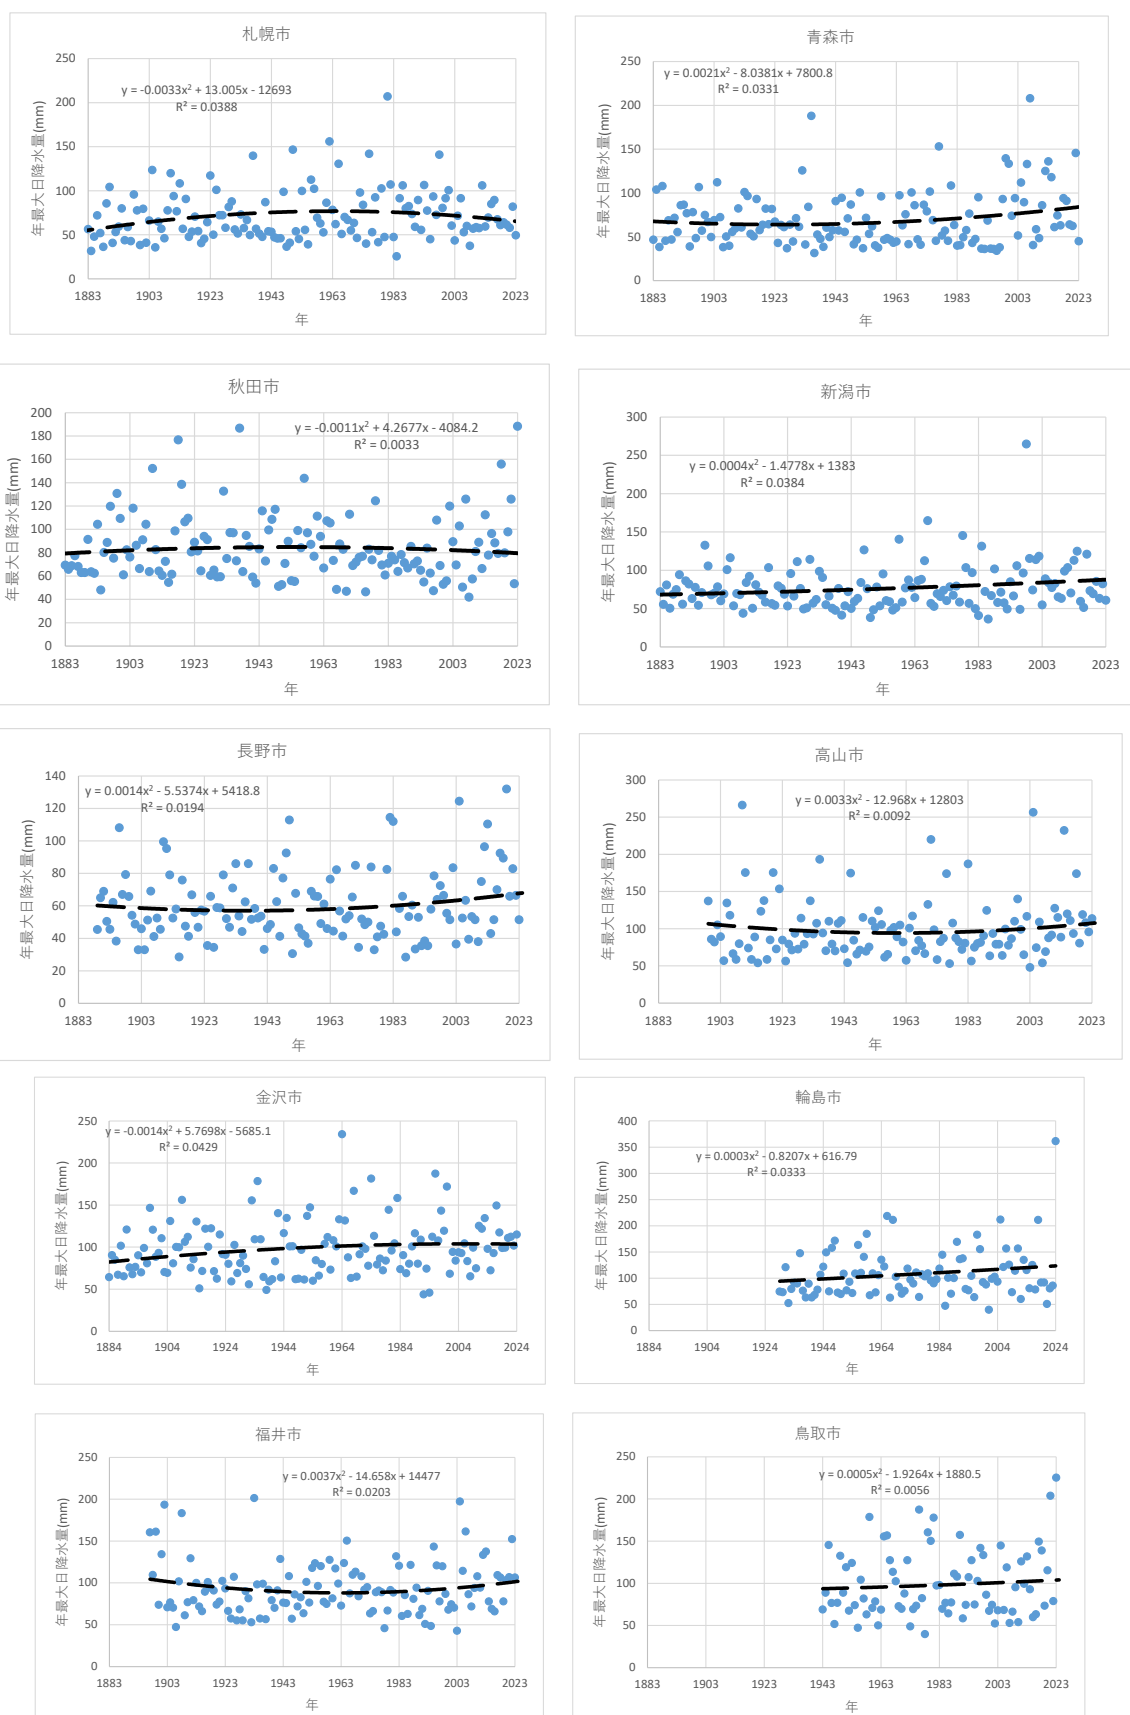 札幌市
y = -0.0033x² + 13.005x - 12693
R² = 0.0388
年最大日降水量(mm)
250
200
150
100
50
0
1883 1903 1923 1943 1963 1983 2003 2023
年
青森市
y = 0.0021x² - 8.0381x + 7800.8
R² = 0.0331
年最大日降水量(mm)
250
200
150
100
50
0
1883 1903 1923 1943 1963 1983 2003 2023
年
秋田市
y = -0.0011x² + 4.2677x - 4084.2
R² = 0.0033
年最大日降水量(mm)
200
180
160
140
120
100
80
60
40
20
0
1883 1903 1923 1943 1963 1983 2003 2023
年
新潟市
y = 0.0004x² - 1.4778x + 1383
R² = 0.0384
年最大日降水量(mm)
300
250
200
150
100
50
0
1883 1903 1923 1943 1963 1983 2003 2023
年
長野市
y = 0.0014x² - 5.5374x + 5418.8
R² = 0.0194
年最大日降水量(mm)
140
120
100
80
60
40
20
0
1883 1903 1923 1943 1963 1983 2003 2023
年
高山市
y = 0.0033x² - 12.968x + 12803
R² = 0.0092
年最大日降水量(mm)
300
250
200
150
100
50
0
1883 1903 1923 1943 1963 1983 2003 2023
年
金沢市
y = -0.0014x² + 5.7698x - 5685.1
R² = 0.0429
年最大日降水量(mm)
250
200
150
100
50
0
1884 1904 1924 1944 1964 1984 2004 2024
年
輪島市
y = 0.0003x² - 0.8207x + 616.79
R² = 0.0333
年最大日降水量(mm)
400
350
300
250
200
150
100
50
0
1884 1904 1924 1944 1964 1984 2004 2024
年
福井市
y = 0.0037x² - 14.658x + 14477
R² = 0.0203
年最大日降水量(mm)
250
200
150
100
50
0
1883 1903 1923 1943 1963 1983 2003 2023
年
鳥取市
y = 0.0005x² - 1.9264x + 1880.5
R² = 0.0056
年最大日降水量(mm)
250
200
150
100
50
0
1883 1903 1923 1943 1963 1983 2003 2023
年